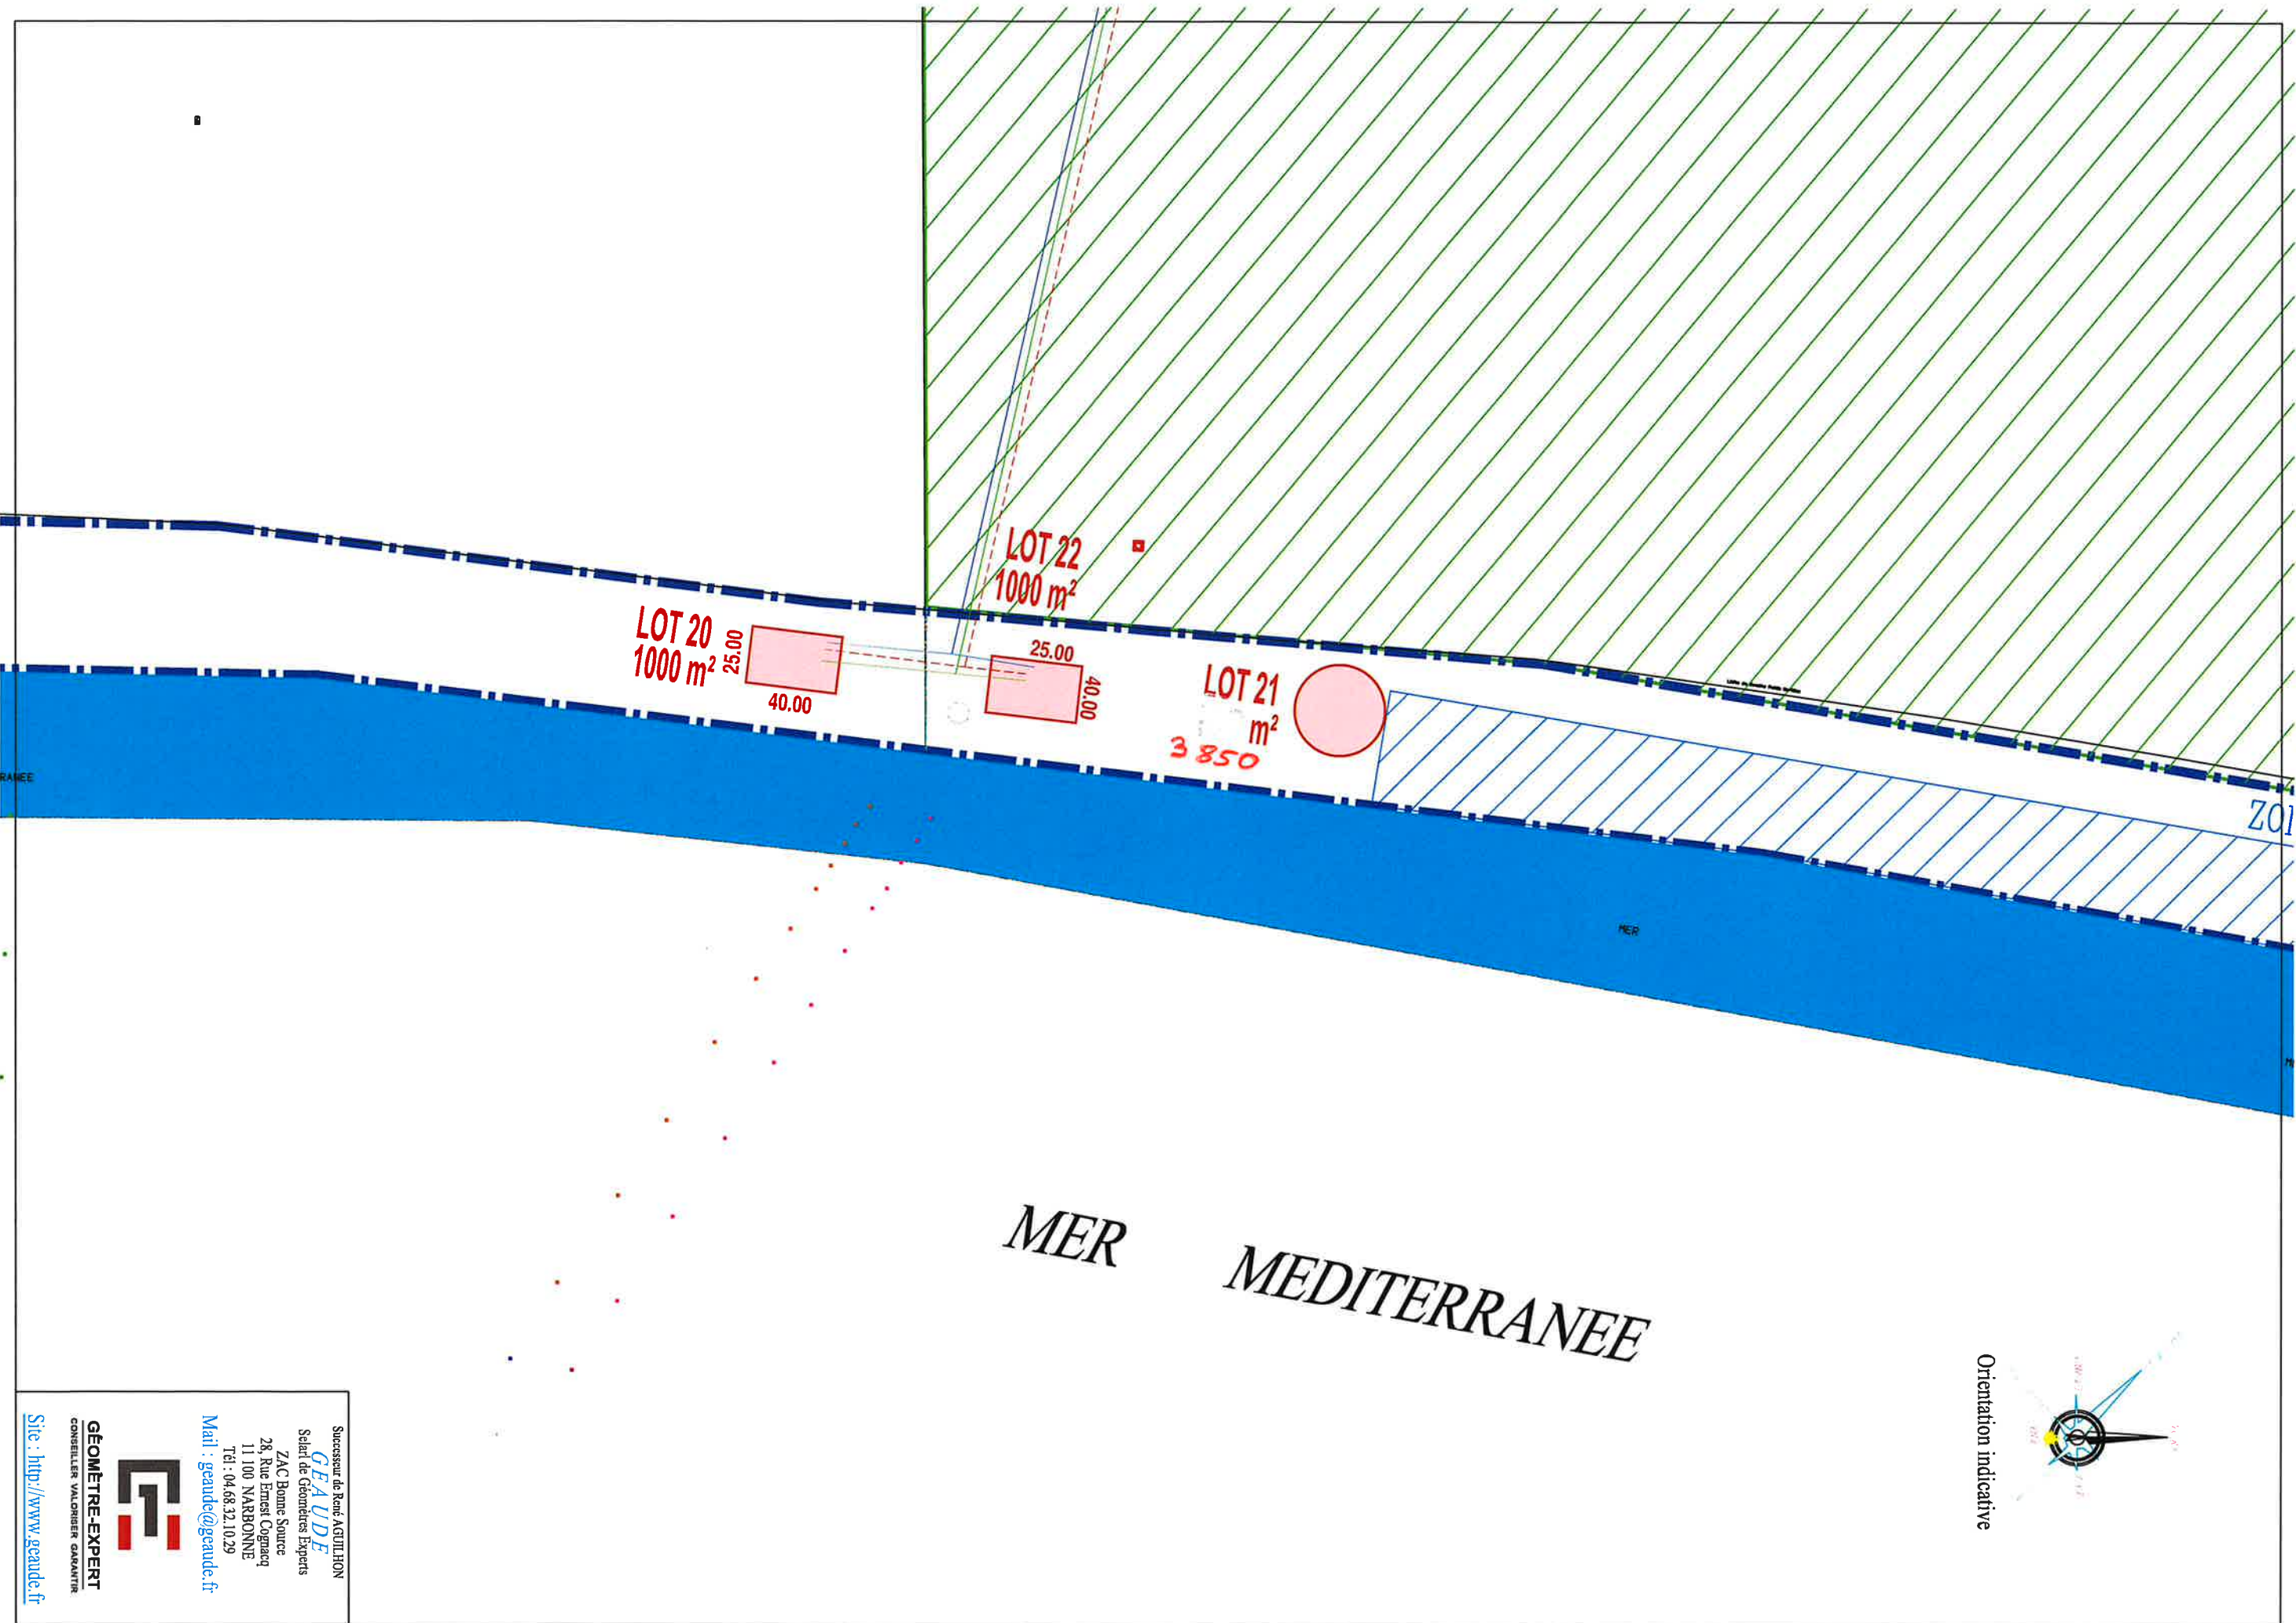 LOT 22
1000 m²
LOT 20
1000 m²
25.00
40.00
25.00
40.00
LOT 21
m²
3 850
ZO
RANEE
MER
MER MEDITERRANEE
Orientation indicative
Successeur de René AGUILHON
GEAUDE
Selarl de Géomètres Experts
ZAC Bonne Source
28, Rue Ernest Cognacq
11 100 NARBONNE
Tél : 04.68.32.10.29
Mail : geaude@geaude.fr
GÉOMÈTRE-EXPERT
CONSEILLER VALORISER GARANTIR
Site : http://www.geaude.fr